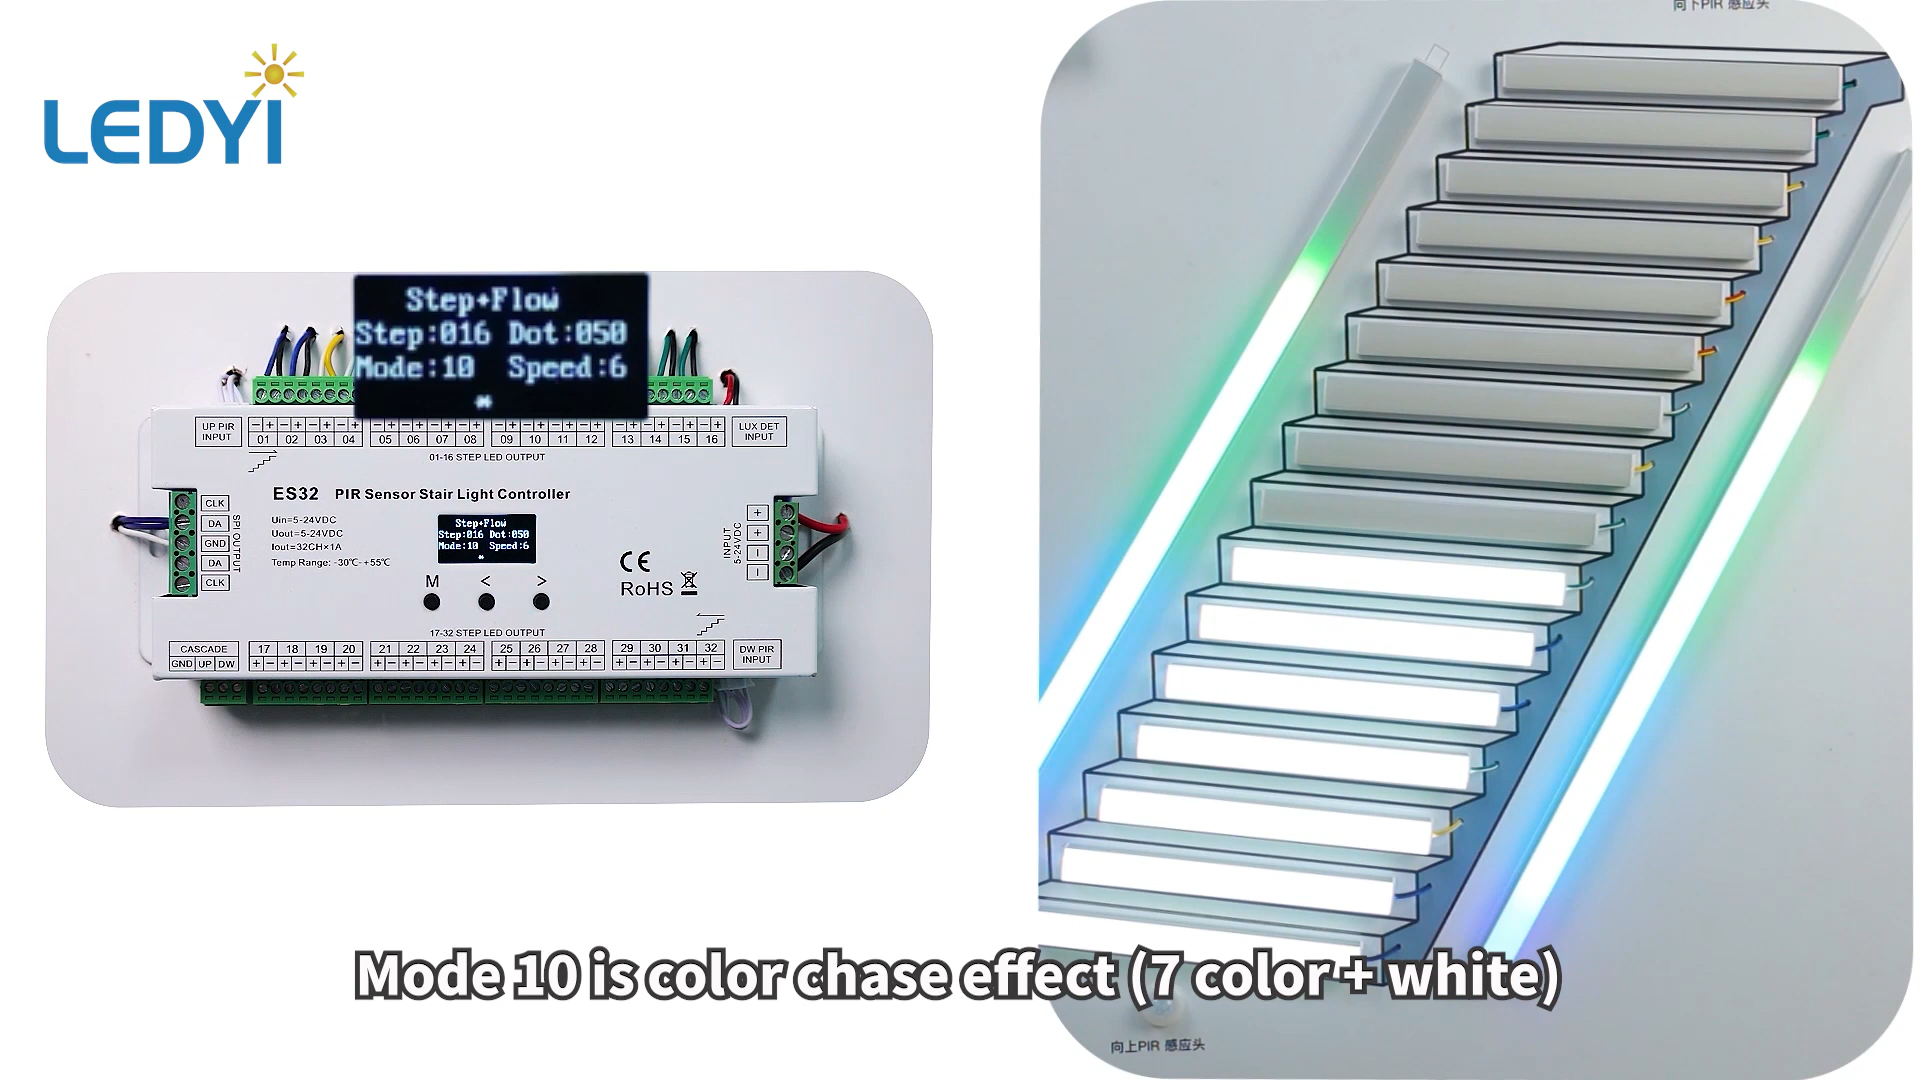 LEDYI
向下PIR 感应头
Step+Flow
Step:016 Dot:050
Mode:10 Speed:6
*
UP PIR
INPUT
- + - + - + - + - + - + - + - + - + - + - + - + - + - + - + - +
01 02 03 04 05 06 07 08 09 10 11 12 13 14 15 16
LUX DET
INPUT
01-16 STEP LED OUTPUT
ES32 PIR Sensor Stair Light Controller
Uin=5-24VDC
Uout=5-24VDC
Iout=32CH×1A
Temp Range: -30℃-+55℃
CLK
DA
GND
DA
CLK
SPI OUTPUT
Step+Flow
Step:016 Dot:050
Mode:10 Speed:6
*
M < >
CE
RoHS
INPUT
5-24VDC
+
+
-
-
17-32 STEP LED OUTPUT
CASCADE
GND UP DW
17 18 19 20 21 22 23 24 25 26 27 28 29 30 31 32
+ - + - + - + - + - + - + - + - + - + - + - + - + - + - + - + -
DW PIR
INPUT
Mode 10 is color chase effect (7 color + white)
向上PIR 感应头